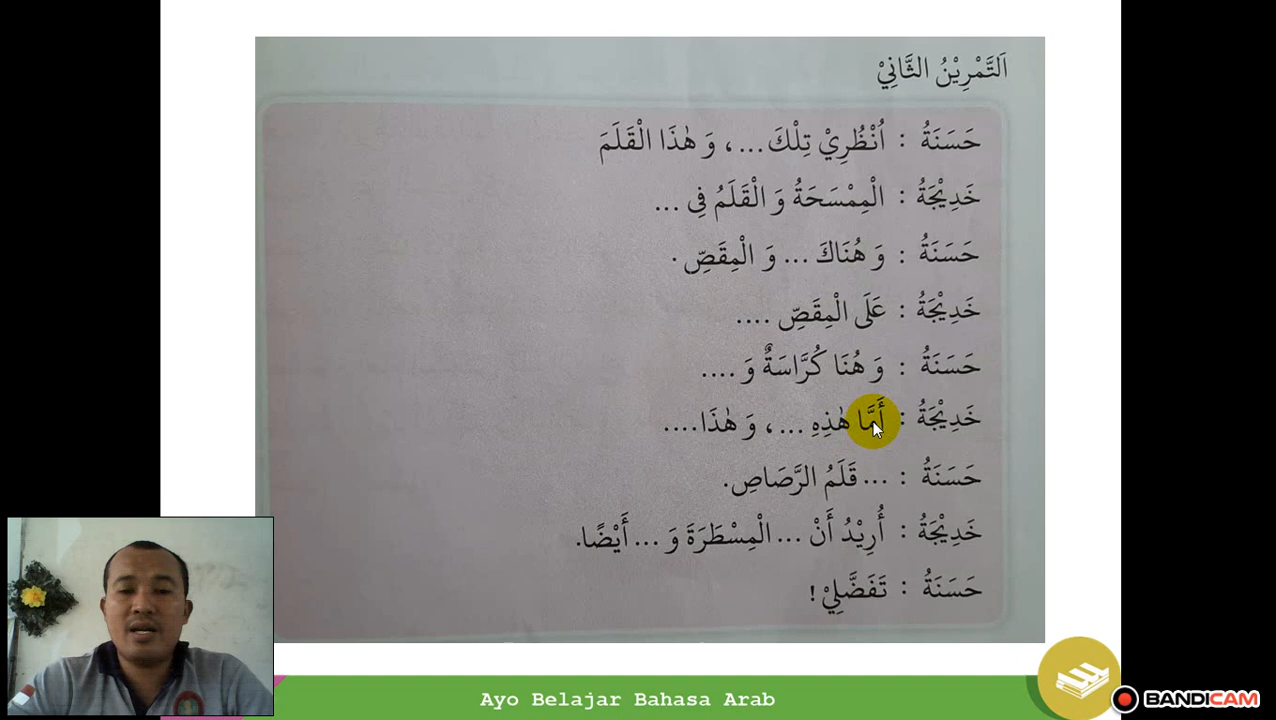 اَلتَّمْرِيْنُ الثَّانِيْ
حَسَنَةُ : اُنْظُرِيْ تِلْكَ ...، وَ هٰذَا الْقَلَمَ
خَدِيْجَةُ : الْمِمْسَحَةُ وَ الْقَلَمُ فِى ...
حَسَنَةُ : وَ هُنَاكَ ... وَ الْمِقَصِّ .
خَدِيْجَةُ : عَلَى الْمِقَصِّ ....
حَسَنَةُ : وَ هُنَا كُرَّاسَةٌ وَ ....
خَدِيْجَةُ : أَمَّا هٰذِهِ ...، وَ هٰذَا ....
حَسَنَةُ : ... قَلَمُ الرَّصَاصِ.
خَدِيْجَةُ : أُرِيْدُ أَنْ ... الْمِسْطَرَةَ وَ ... أَيْضًا.
حَسَنَةُ : تَفَضَّلِيْ !
Ayo Belajar Bahasa Arab
BANDICAM